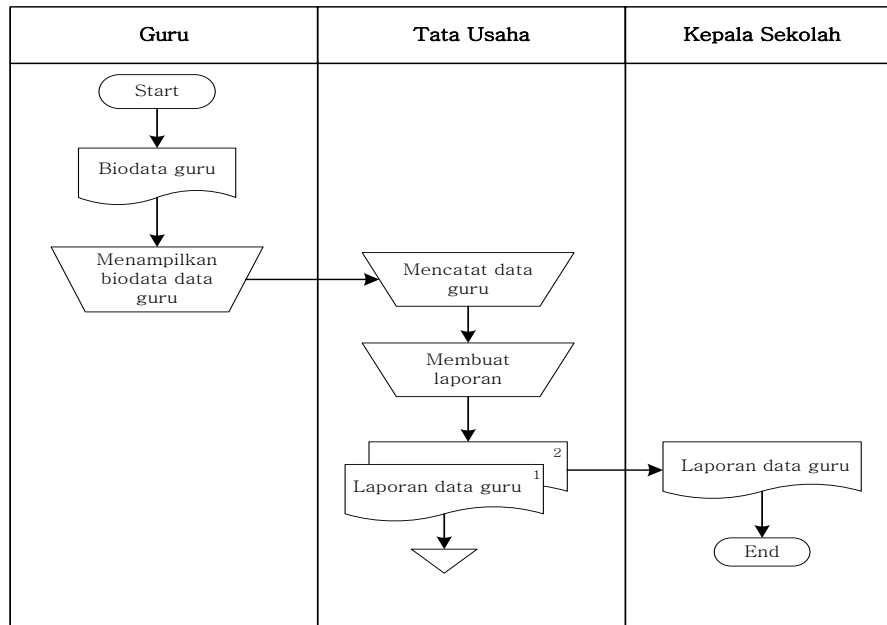 Guru
Tata Usaha
Kepala Sekolah
Start
Biodata guru
Menampilkan
biodata data
guru
Mencatat data
guru
Membuat
laporan
2
1
Laporan data guru
Laporan data guru
End